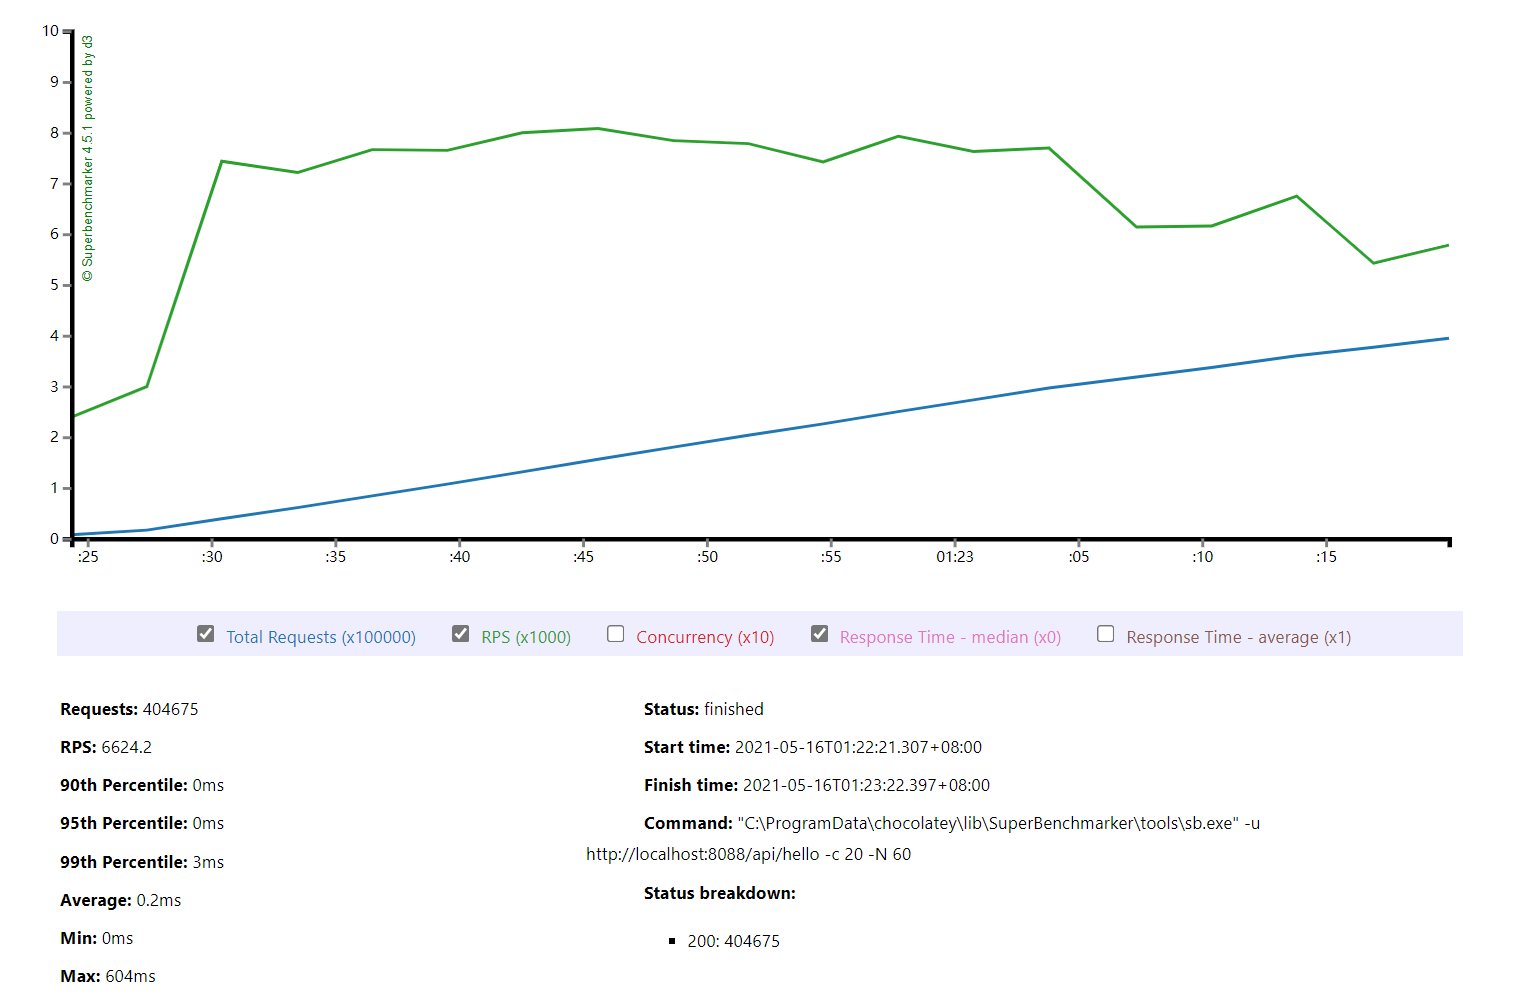 10
9
8
7
6
5
4
3
2
1
0
© Superbenchmarker 4.5.1 powered by d3
:25 :30 :35 :40 :45 :50 :55 01:23 :05 :10 :15
Total Requests (x100000) RPS (x1000) Concurrency (x10) Response Time - median (x0) Response Time - average (x1)
Requests: 404675
RPS: 6624.2
90th Percentile: 0ms
95th Percentile: 0ms
99th Percentile: 3ms
Average: 0.2ms
Min: 0ms
Max: 604ms
Status: finished
Start time: 2021-05-16T01:22:21.307+08:00
Finish time: 2021-05-16T01:23:22.397+08:00
Command: "C:\ProgramData\chocolatey\lib\SuperBenchmarker\tools\sb.exe" -u
http://localhost:8088/api/hello -c 20 -N 60
Status breakdown:
200: 404675